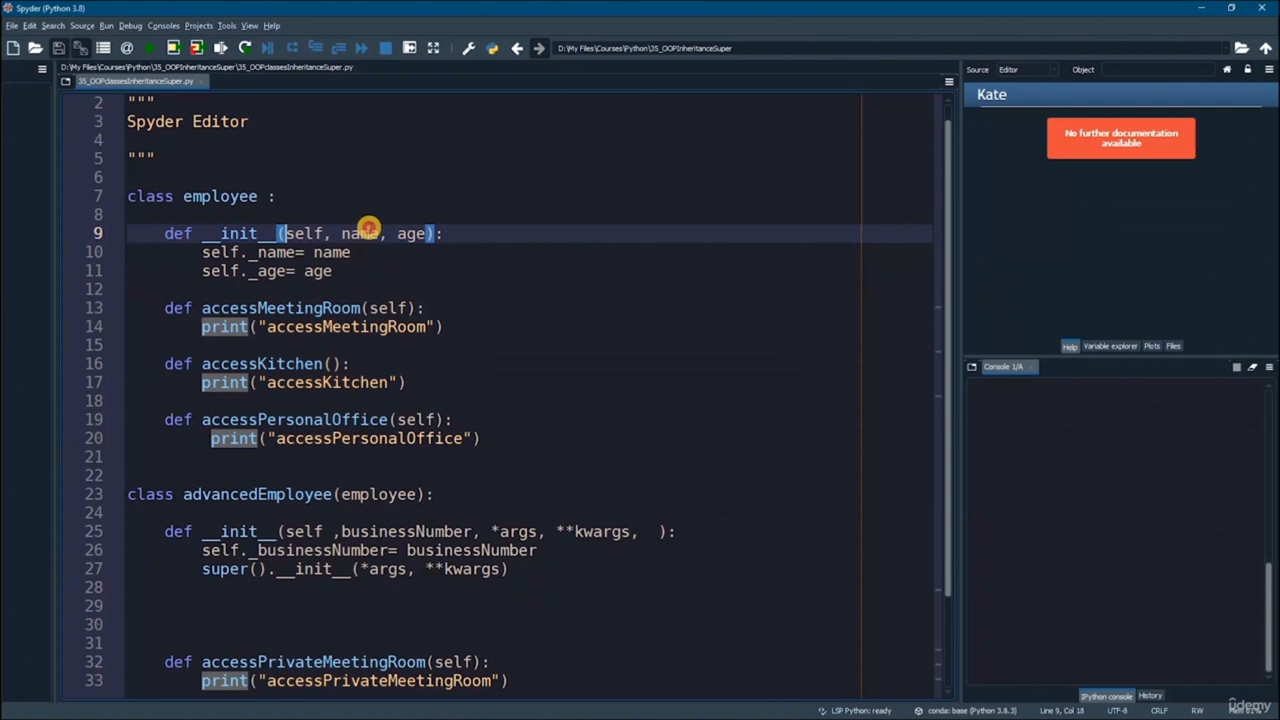 Spyder (Python 3.8)
File Edit Search Source Run Debug Consoles Projects Tools View Help
D:\My Files\Courses\Python\35_OOPInheritanceSuper
D:\My Files\Courses\Python\35_OOPInheritanceSuper\35_OOPclassesInheritanceSuper.py
35_OOPclassesInheritanceSuper.py
2 """
3 Spyder Editor
4
5 """
6
7 class employee :
8
9 def __init__(self, name, age):
10 self._name= name
11 self._age= age
12
13 def accessMeetingRoom(self):
14 print("accessMeetingRoom")
15
16 def accessKitchen():
17 print("accessKitchen")
18
19 def accessPersonalOffice(self):
20 print("accessPersonalOffice")
21
22
23 class advancedEmployee(employee):
24
25 def __init__(self ,businessNumber, *args, **kwargs,  ):
26 self._businessNumber= businessNumber
27 super().__init__(*args, **kwargs)
28
29
30
31
32 def accessPrivateMeetingRoom(self):
33 print("accessPrivateMeetingRoom")
Source Editor Object
Kate
No further documentation
available
Help Variable explorer Plots Files
Console 1/A
IPython console History
LSP Python: ready conda: base (Python 3.8.3) Line 9, Col 18 UTF-8 CRLF RW
Udemy